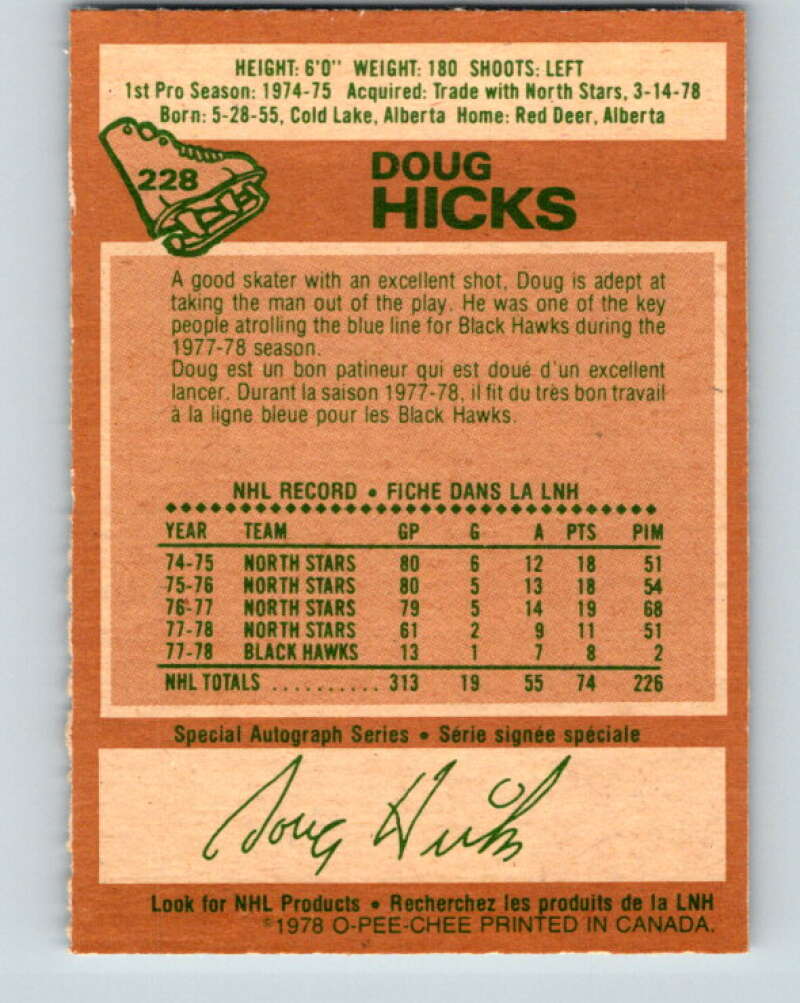 HEIGHT: 6'0" WEIGHT: 180 SHOOTS: LEFT
1st Pro Season: 1974-75 Acquired: Trade with North Stars, 3-14-78
Born: 5-28-55, Cold Lake, Alberta Home: Red Deer, Alberta
228
DOUG
HICKS
A good skater with an excellent shot, Doug is adept at
taking the man out of the play. He was one of the key
people atrolling the blue line for Black Hawks during the
1977-78 season.
Doug est un bon patineur qui est doué d'un excellent
lancer. Durant la saison 1977-78, il fit du très bon travail
à la ligne bleue pour les Black Hawks.
NHL RECORD • FICHE DANS LA LNH
YEAR TEAM GP G A PTS PIM
74-75 NORTH STARS 80 6 12 18 51
75-76 NORTH STARS 80 5 13 18 54
76-77 NORTH STARS 79 5 14 19 68
77-78 NORTH STARS 61 2 9 11 51
77-78 BLACK HAWKS 13 1 7 8 2
NHL TOTALS .......... 313 19 55 74 226
Special Autograph Series • Série signée spéciale
Doug Hicks
Look for NHL Products • Recherchez les produits de la LNH
©1978 O-PEE-CHEE PRINTED IN CANADA.